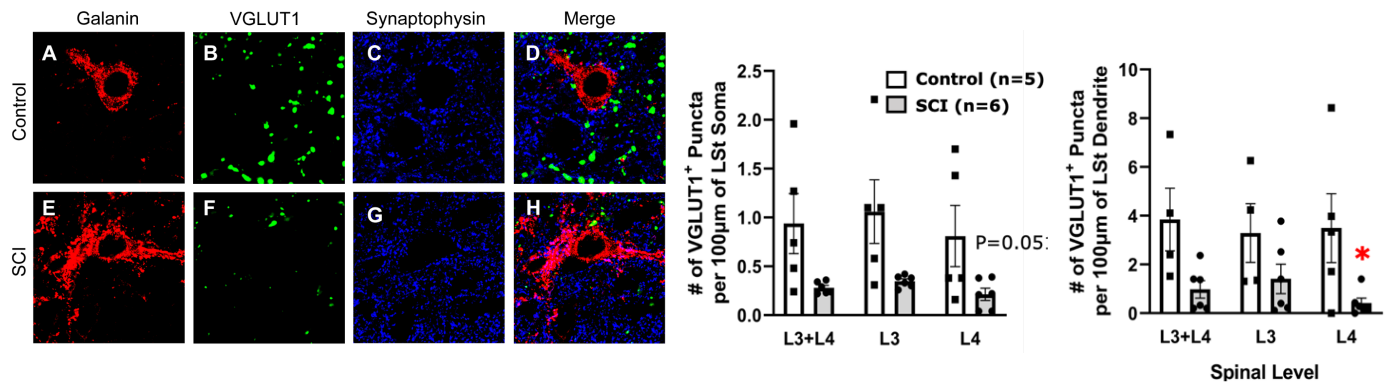 Galanin VGLUT1 Synaptophysin Merge
Control
A B C D
SCI
E F G H
# of VGLUT1+ Puncta
per 100μm of LSt Soma
2.5
2.0
1.5
1.0
0.5
0.0
Control (n=5)
SCI (n=6)
P=0.05
L3+L4 L3 L4
# of VGLUT1+ Puncta
per 100μm of LSt Dendrite
10
8
6
4
2
0
*
L3+L4 L3 L4
Spinal Level